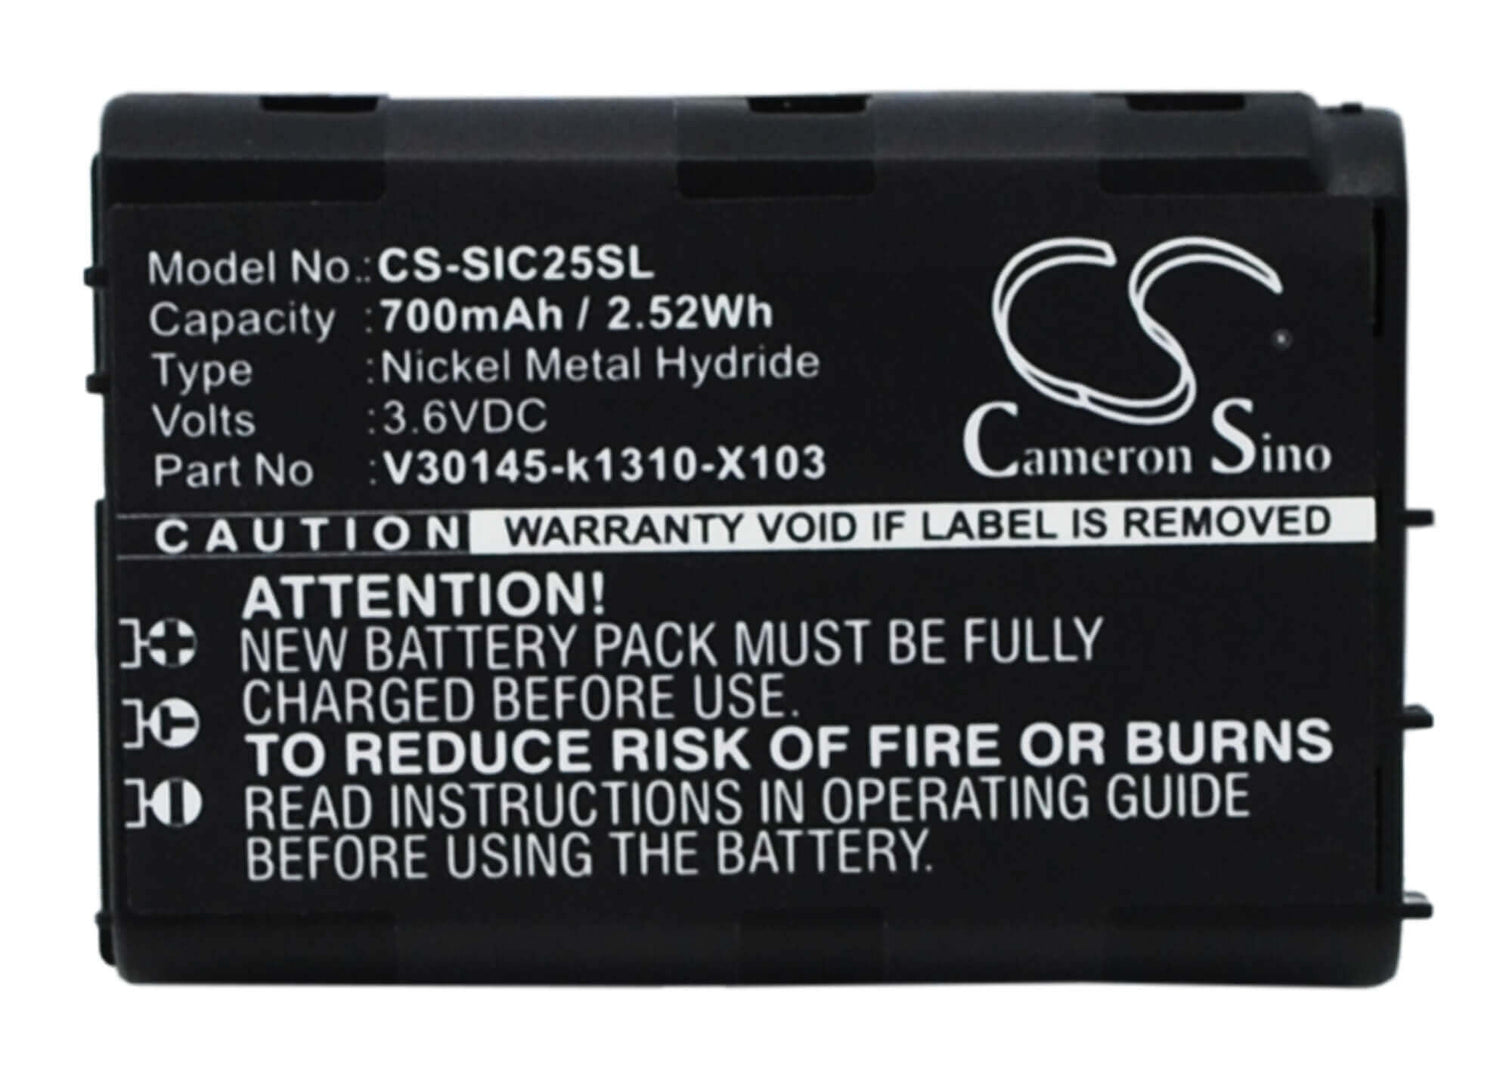 Model No.: CS-SIC25SL
Capacity : 700mAh / 2.52Wh
Type : Nickel Metal Hydride
Volts : 3.6VDC
Part No : V30145-k1310-X103
CS
Cameron Sino
CAUTION WARRANTY VOID IF LABEL IS REMOVED
ATTENTION!
NEW BATTERY PACK MUST BE FULLY
CHARGED BEFORE USE.
TO REDUCE RISK OF FIRE OR BURNS
READ INSTRUCTIONS IN OPERATING GUIDE
BEFORE USING THE BATTERY.